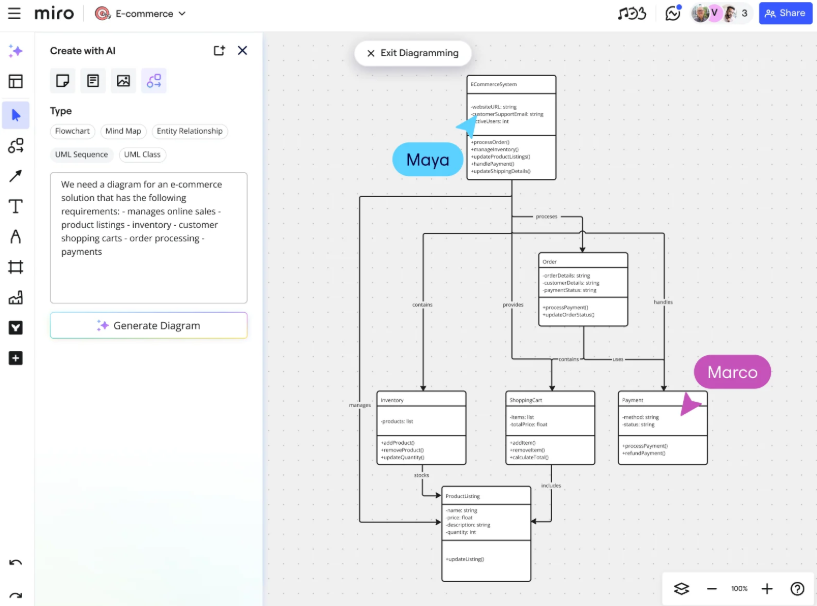 miro
E-commerce
V
3
Share
Create with AI
Type
Flowchart
Mind Map
Entity Relationship
UML Sequence
UML Class
We need a diagram for an e-commerce
solution that has the following
requirements: - manages online sales -
product listings - inventory - customer
shopping carts - order processing -
payments
Generate Diagram
Exit Diagramming
ECommerceSystem
-websiteURL: string
-customerSupportEmail: string
int
+processOrder()
+manageInventory()
+updateProductListings()
+handlePayment()
+updateShippingDetails()
Maya
proceses
Order
-orderDetails: string
-customerDetails: string
-paymentStatus: string
+processPayment()
+updateOrderStatus()
contains
provides
handles
contains
uses
Marco
manages
Inventory
-products: list
+addProduct()
+removeProduct()
+updateQuantity()
ShoppingCart
-items: list
-totalPrice: float
+addItem()
+removeItem()
+calculateTotal()
Payment
-method: string
-status: string
+processPayment()
+refundPayment()
stocks
includes
ProductListing
-name: string
-price: float
-description: string
-quantity: int
+updateListing()
100%